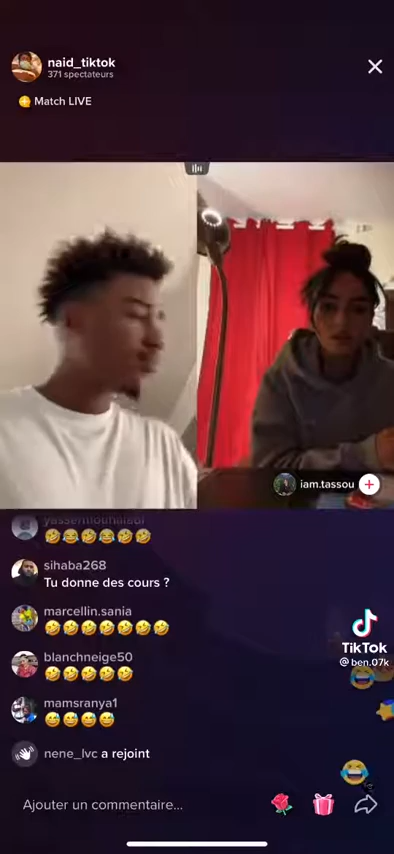 naid_tiktok
371 spectateurs
Match LIVE
iam.tassou
sihaba268
Tu donne des cours ?
marcellin.sania
TikTok
@ben.07k
blanchneige50
mamsranya1
nene_lvc a rejoint
Ajouter un commentaire...